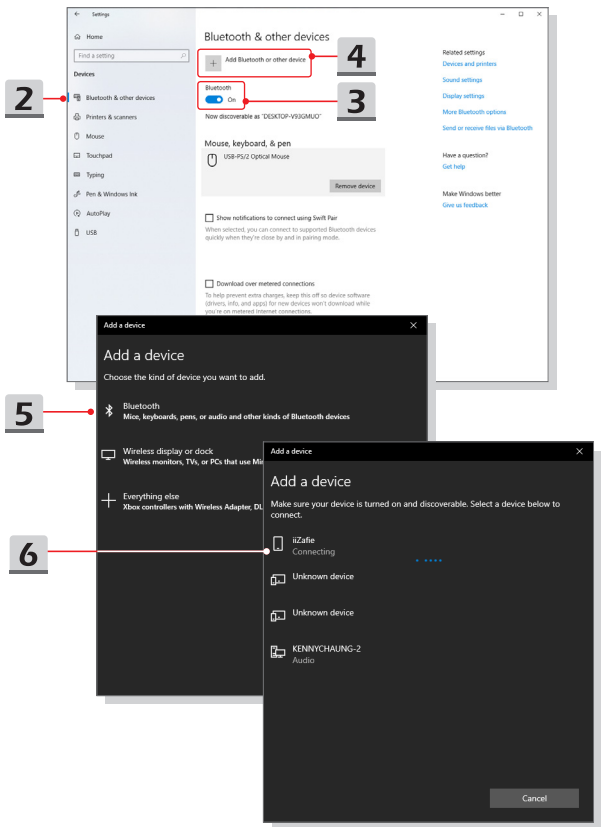 Settings
Home
Find a setting
Devices
Bluetooth & other devices
Printers & scanners
Mouse
Touchpad
Typing
Pen & Windows Ink
AutoPlay
USB
Bluetooth & other devices
Add Bluetooth or other device
Bluetooth
On
Now discoverable as "DESKTOP-V93GMUO"
Mouse, keyboard, & pen
USB-PS/2 Optical Mouse
Remove device
Show notifications to connect using Swift Pair
When selected, you can connect to supported Bluetooth devices
quickly when they're close by and in pairing mode.
Download over metered connections
To help prevent extra charges, keep this off so device software
(drivers, info, and apps) for new devices won't download while
you're on metered Internet connections.
Related settings
Devices and printers
Sound settings
Display settings
More Bluetooth options
Send or receive files via Bluetooth
Have a question?
Get help
Make Windows better
Give us feedback
2
4
3
Add a device
Add a device
Choose the kind of device you want to add.
Bluetooth
Mice, keyboards, pens, or audio and other kinds of Bluetooth devices
Wireless display or dock
Wireless monitors, TVs, or PCs that use Mir
Everything else
Xbox controllers with Wireless Adapter, DL
5
Add a device
Add a device
Make sure your device is turned on and discoverable. Select a device below to
connect.
iiZafie
Connecting
Unknown device
Unknown device
KENNYCHAUNG-2
Audio
Cancel
6